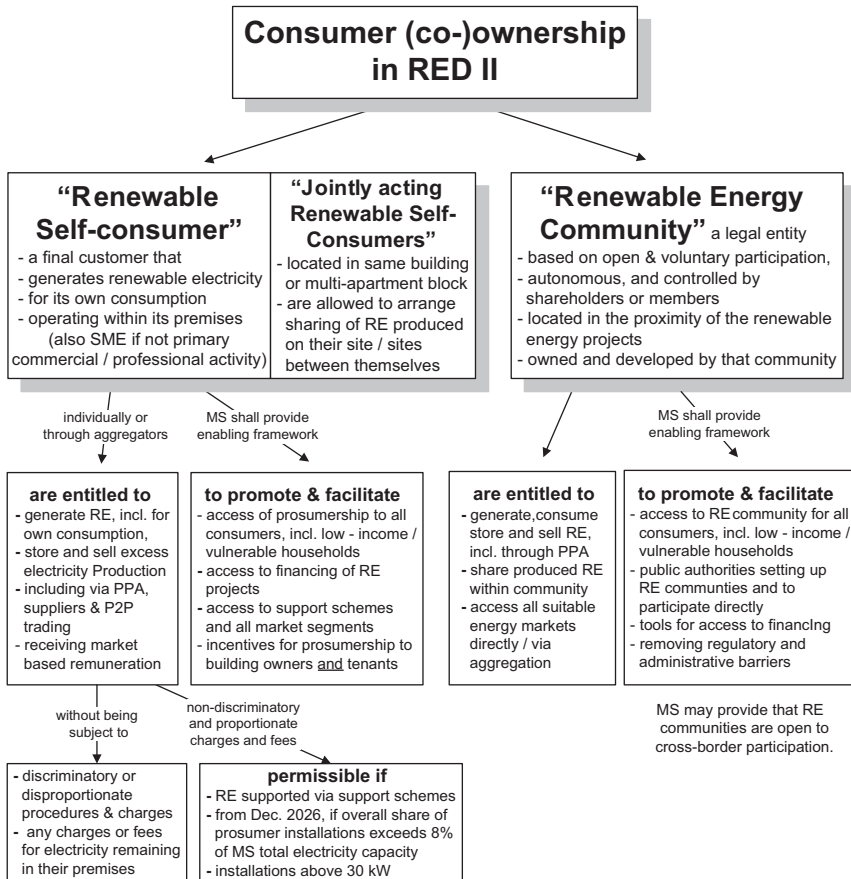 Consumer (co-)ownership
in RED II
“Renewable
Self-consumer”
- a final customer that
- generates renewable electricity
- for its own consumption
- operating within its premises
(also SME if not primary
commercial / professional activity)
“Jointly acting
Renewable Self-
Consumers”
- located in same building
or multi-apartment block
- are allowed to arrange
sharing of RE produced
on their site / sites
between themselves
“Renewable Energy
Community” a legal entity
- based on open & voluntary participation,
- autonomous, and controlled by
shareholders or members
- located in the proximity of the renewable
energy projects
- owned and developed by that community
individually or
through aggregators
MS shall provide
enabling framework
MS shall provide
enabling framework
are entitled to
- generate RE, incl. for
own consumption,
- store and sell excess
electricity Production
- including via PPA,
suppliers & P2P
trading
- receiving market
based remuneration
to promote & facilitate
- access of prosumership to all
consumers, incl. low - income /
vulnerable households
- access to financing of RE
projects
- access to support schemes
and all market segments
- incentives for prosumership to
building owners and tenants
are entitled to
- generate,consume
store and sell RE,
incl. through PPA
- share produced RE
within community
- access all suitable
energy markets
directly / via
aggregation
to promote & facilitate
- access to RE community for all
consumers, incl. low - income /
vulnerable households
- public authorities setting up
RE communties and to
participate directly
- tools for access to financIng
- removing regulatory and
administrative barriers
without being
subject to
non-discriminatory
and proportionate
charges and fees
MS may provide that RE
communities are open to
cross-border participation.
- discriminatory or
disproportionate
procedures & charges
- any charges or fees
for electricity remaining
in their premises
permissible if
- RE supported via support schemes
- from Dec. 2026, if overall share of
prosumer installations exceeds 8%
of MS total electricity capacity
- installations above 30 kW